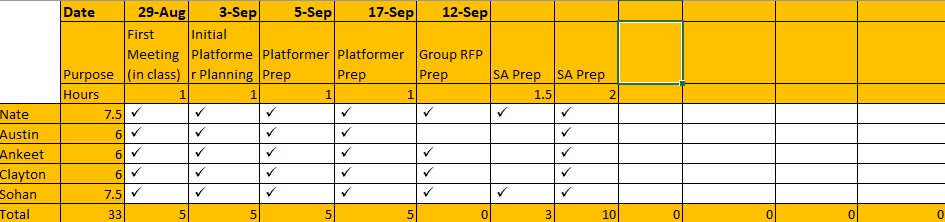 Date 29-Aug 3-Sep 5-Sep 17-Sep 12-Sep
Purpose First Meeting (in class) Initial Platforme r Planning Platformer Prep Platformer Prep Group RFP Prep SA Prep SA Prep
Hours 1 1 1 1 1.5 2
Nate 7.5 ✓ ✓ ✓ ✓ ✓ ✓ ✓
Austin 6 ✓ ✓ ✓ ✓ ✓
Ankeet 6 ✓ ✓ ✓ ✓ ✓ ✓
Clayton 6 ✓ ✓ ✓ ✓ ✓ ✓
Sohan 7.5 ✓ ✓ ✓ ✓ ✓ ✓ ✓
Total 33 5 5 5 5 0 3 10 0 0 0 0